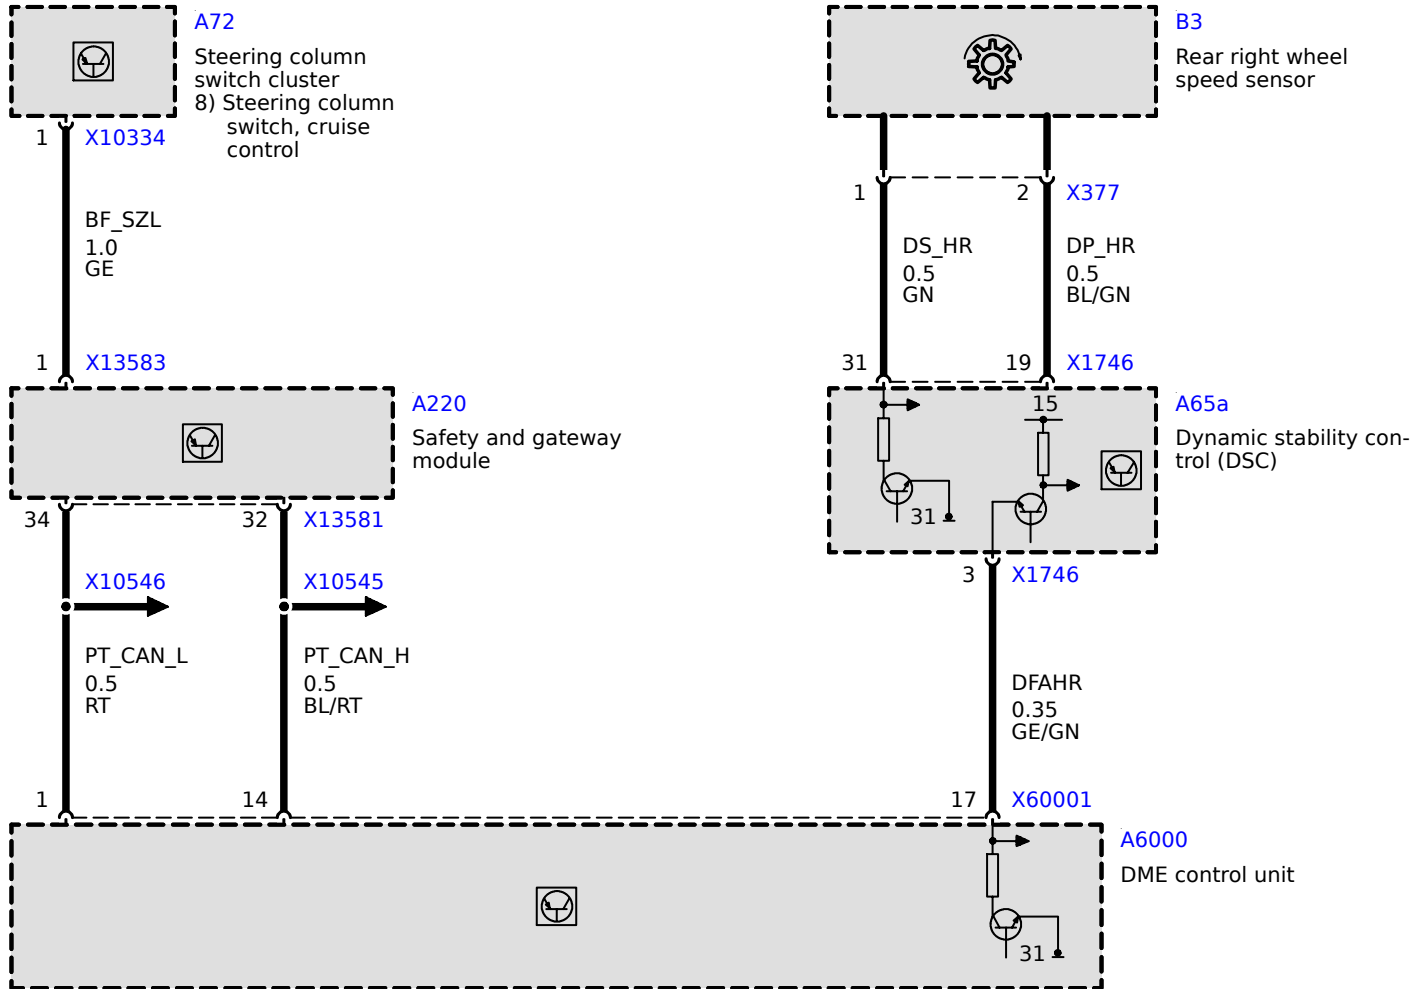 A72
Steering column
switch cluster
8) Steering column
switch, cruise
control
B3
Rear right wheel
speed sensor
1 X10334
1
2 X377
BF_SZL
1.0
GE
DS_HR
0.5
GN
DP_HR
0.5
BL/GN
1 X13583
31
19 X1746
A220
Safety and gateway
module
15
31
A65a
Dynamic stability con-
trol (DSC)
34
32 X13581
3 X1746
X10546
X10545
PT_CAN_L
0.5
RT
PT_CAN_H
0.5
BL/RT
DFAHR
0.35
GE/GN
1
14
17 X60001
A6000
DME control unit
31